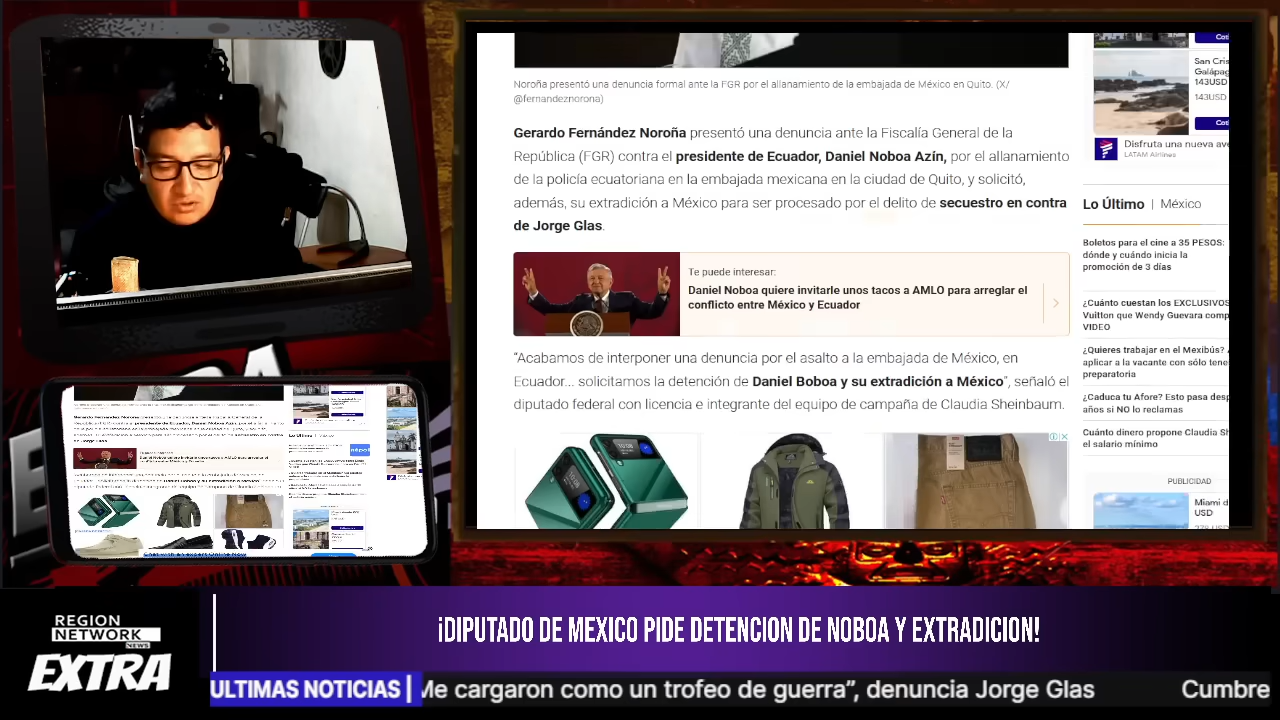 Noroña presentó una denuncia formal ante la FGR por el allanamiento de la embajada de México en Quito. (X/
@fernandeznorona)
Gerardo Fernández Noroña presentó una denuncia ante la Fiscalía General de la
República (FGR) contra el presidente de Ecuador, Daniel Noboa Azín, por el allanamiento
de la policía ecuatoriana en la embajada mexicana en la ciudad de Quito, y solicitó,
además, su extradición a México para ser procesado por el delito de secuestro en contra
de Jorge Glas.
Te puede interesar:
Daniel Noboa quiere invitarle unos tacos a AMLO para arreglar el
conflicto entre México y Ecuador
“Acabamos de interponer una denuncia por el asalto a la embajada de México, en
Ecuador... solicitamos la detención de Daniel Boboa y su extradición a México", señaló el
diputado federal con licencia e integrante del equipo de campaña de Claudia Sheinbaum.
San Cris
Galápag
143USD
143USD
Coti
Disfruta una nueva ave
LATAM Airlines
Lo Último | México
Boletos para el cine a 35 PESOS:
dónde y cuándo inicia la
promoción de 3 días
¿Cuánto cuestan los EXCLUSIVOS
Vuitton que Wendy Guevara comp
VIDEO
¿Quieres trabajar en el Mexibús? A
aplicar a la vacante con sólo tene
preparatoria
¿Caduca tu Afore? Esto pasa desp
años si NO lo reclamas
¿Cuánto dinero propone Claudia Sh
el salario mínimo
PUBLICIDAD
Miami d
USD
REGION
NETWORK
NEWS
EXTRA
¡DIPUTADO DE MEXICO PIDE DETENCION DE NOBOA Y EXTRADICION!
ULTIMAS NOTICIAS | Me cargaron como un trofeo de guerra”, denuncia Jorge Glas Cumbre